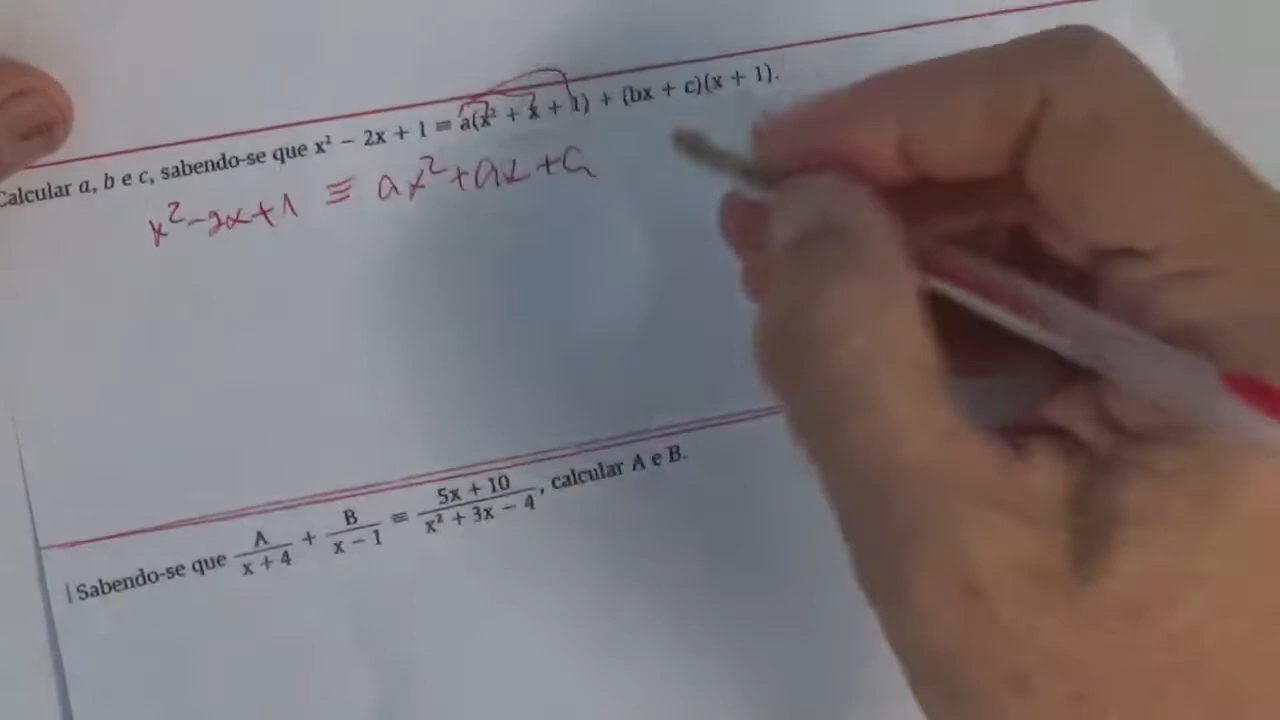 Calcular a, b e c, sabendo-se que x² − 2x + 1 ≡ a(x² + x + 1) + (bx + c)(x + 1).
x² − 2x + 1 ≡ ax² + ax + a
| Sabendo-se que A/(x + 4) + B/(x − 1) ≡ (5x + 10)/(x² + 3x − 4), calcular A e B.